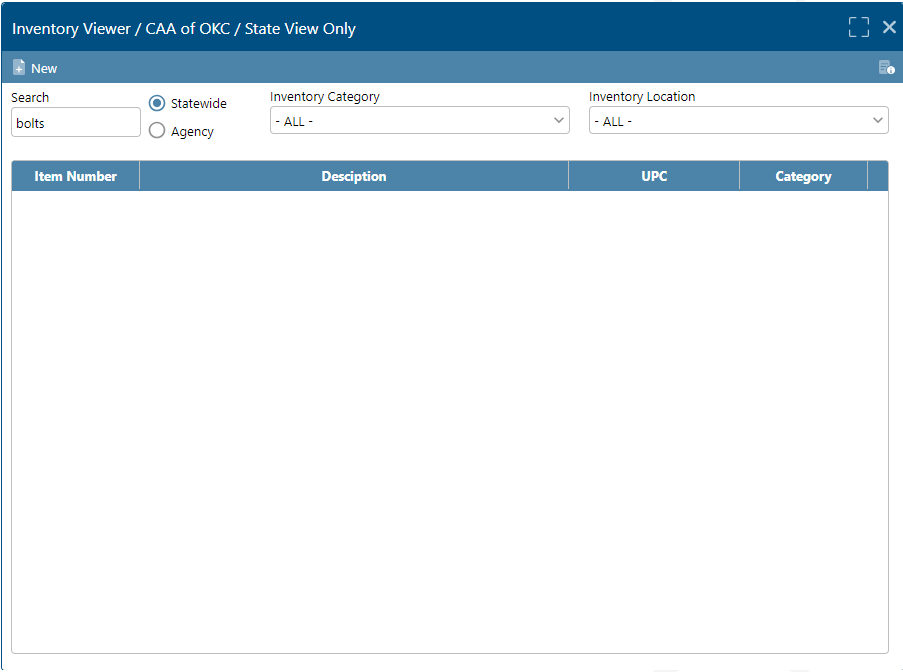 Inventory Viewer / CAA of OKC / State View Only
New
Search
bolts
Statewide
Agency
Inventory Category
- ALL -
Inventory Location
- ALL -
Item Number Desciption UPC Category